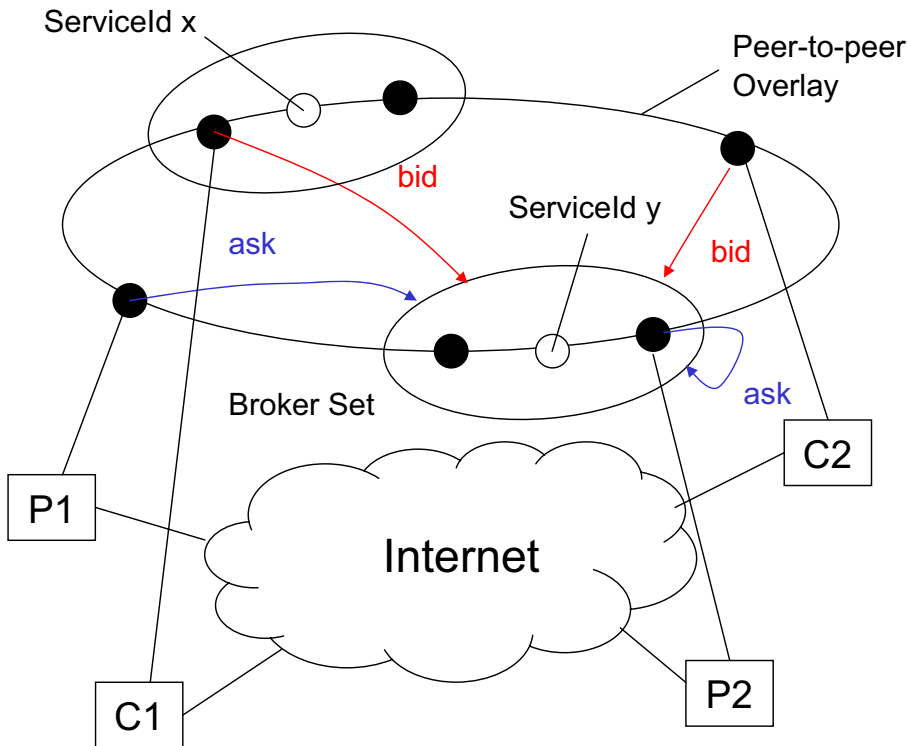 ServiceId x
Peer-to-peer
Overlay
bid
ServiceId y
ask
bid
Broker Set
ask
C2
P1
Internet
P2
C1